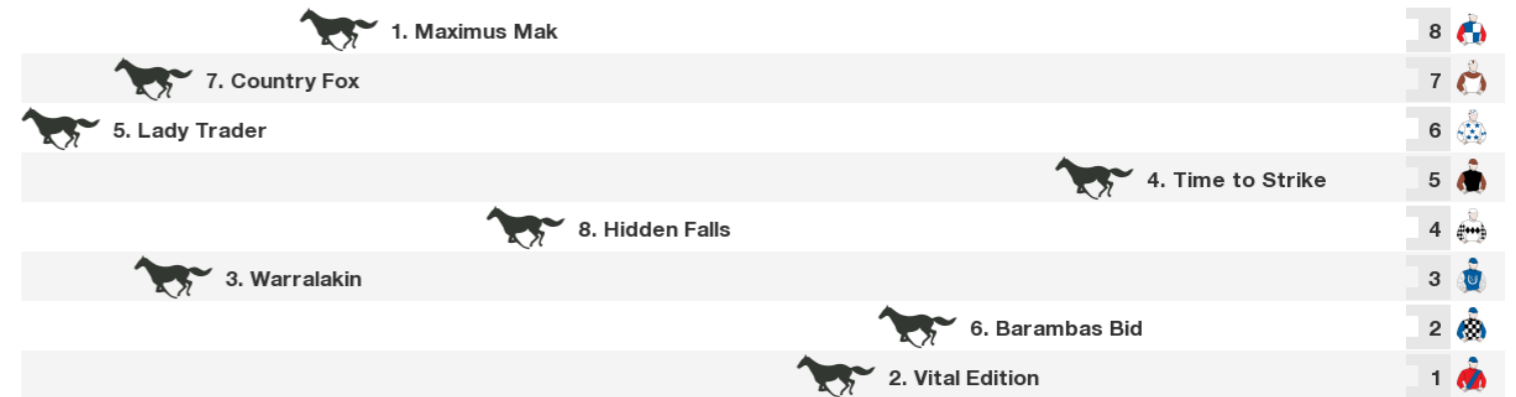 1. Maximus Mak 8
7. Country Fox 7
5. Lady Trader 6
4. Time to Strike 5
8. Hidden Falls 4
3. Warralakin 3
6. Barambas Bid 2
2. Vital Edition 1